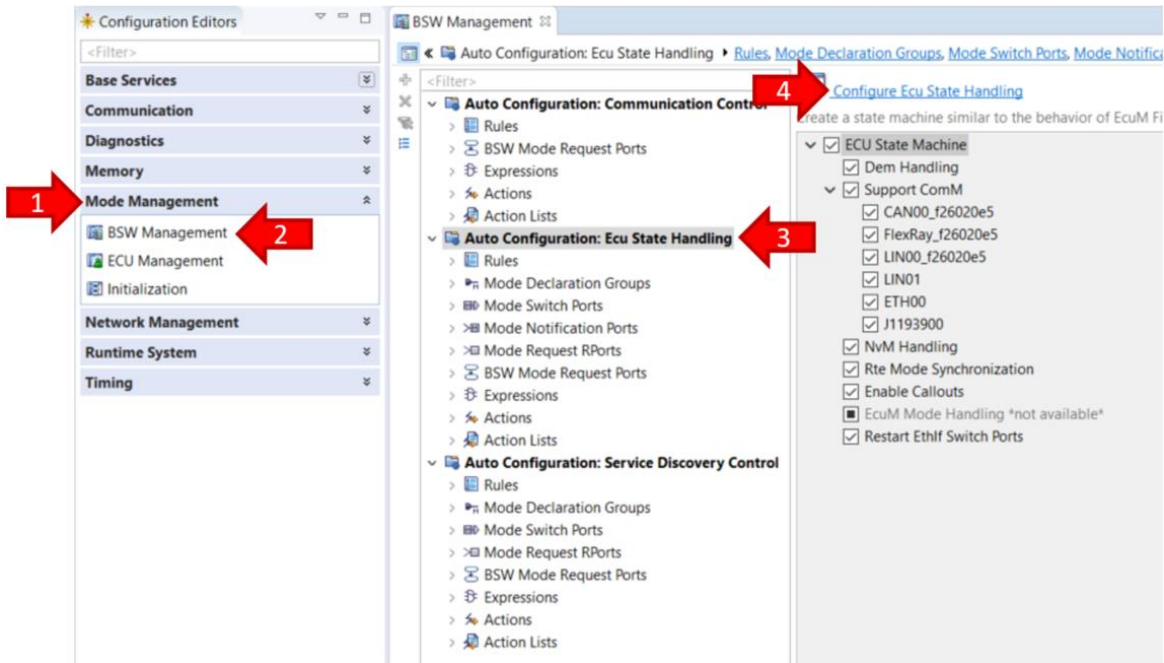 Configuration Editors
<Filter>
Base Services
Communication
Diagnostics
Memory
1
Mode Management
BSW Management
2
ECU Management
Initialization
Network Management
Runtime System
Timing
BSW Management
Auto Configuration: Ecu State Handling Rules, Mode Declaration Groups, Mode Switch Ports, Mode Notifica
<Filter>
Auto Configuration: Communication Control
Rules
BSW Mode Request Ports
Expressions
Actions
Action Lists
Auto Configuration: Ecu State Handling
3
Rules
Mode Declaration Groups
Mode Switch Ports
Mode Notification Ports
Mode Request RPorts
BSW Mode Request Ports
Expressions
Actions
Action Lists
Auto Configuration: Service Discovery Control
Rules
Mode Declaration Groups
Mode Switch Ports
Mode Request RPorts
BSW Mode Request Ports
Expressions
Actions
Action Lists
4
Configure Ecu State Handling
Create a state machine similar to the behavior of EcuM Fi
ECU State Machine
Dem Handling
Support ComM
CAN00_f26020e5
FlexRay_f26020e5
LIN00_f26020e5
LIN01
ETH00
J1193900
NvM Handling
Rte Mode Synchronization
Enable Callouts
EcuM Mode Handling *not available*
Restart EthIf Switch Ports